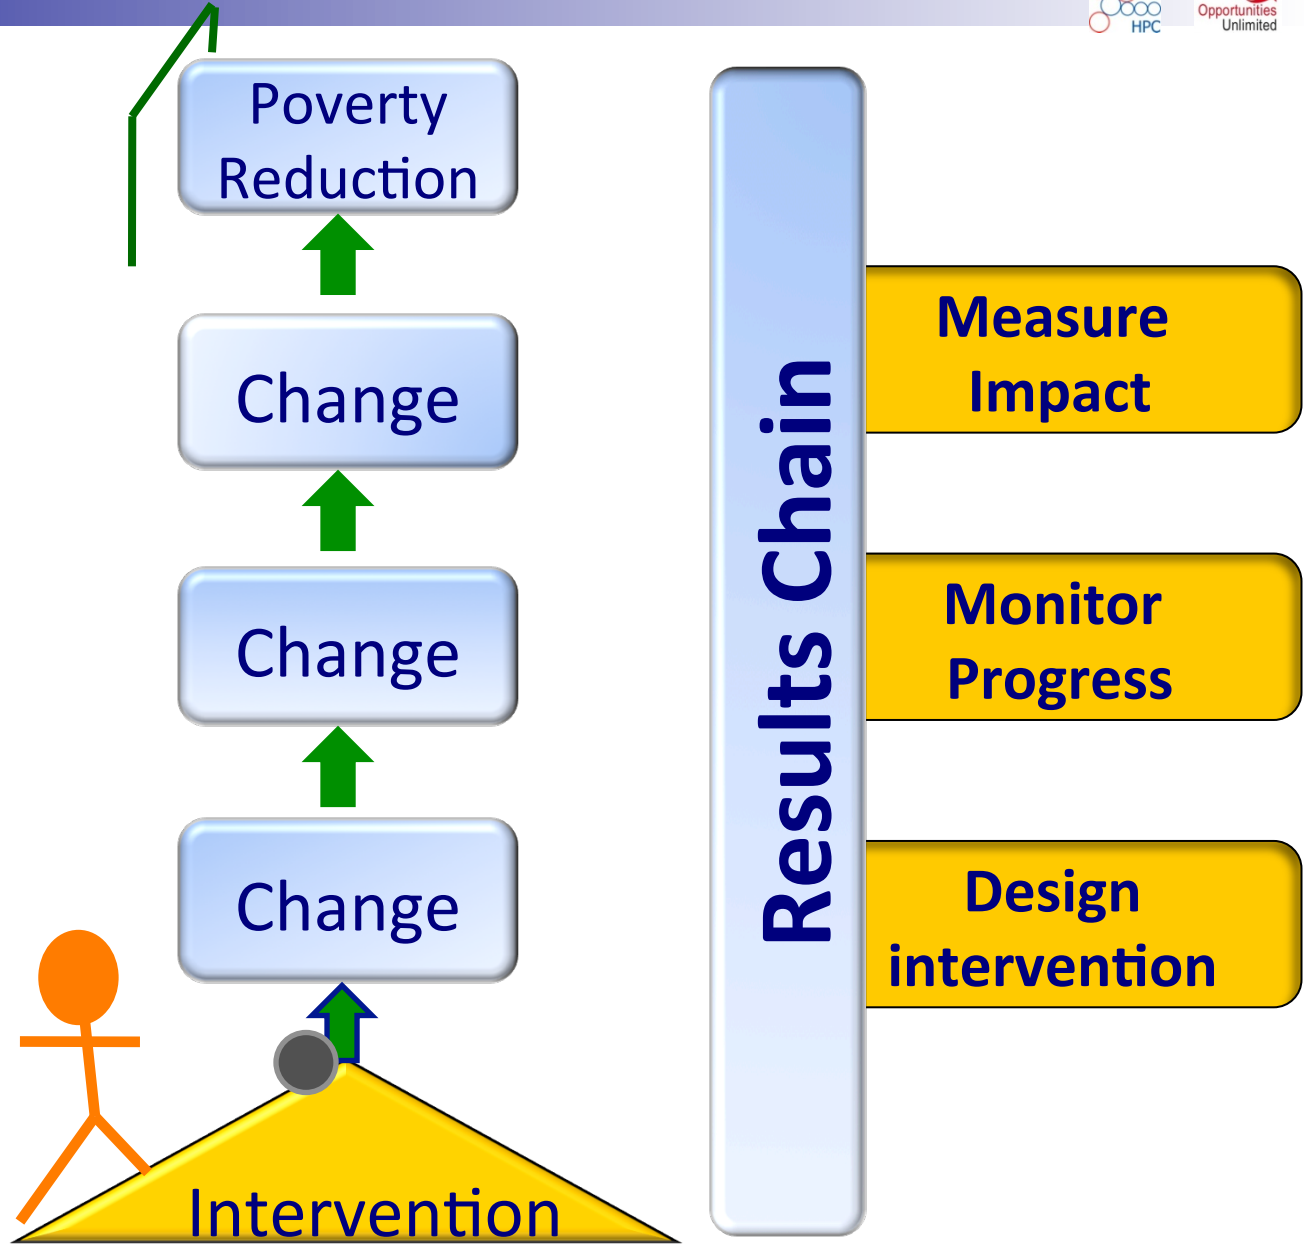 HPC
Opportunities
Unlimited
Poverty
Reduction
Change
Change
Change
Intervention
Results Chain
Measure
Impact
Monitor
Progress
Design
intervention